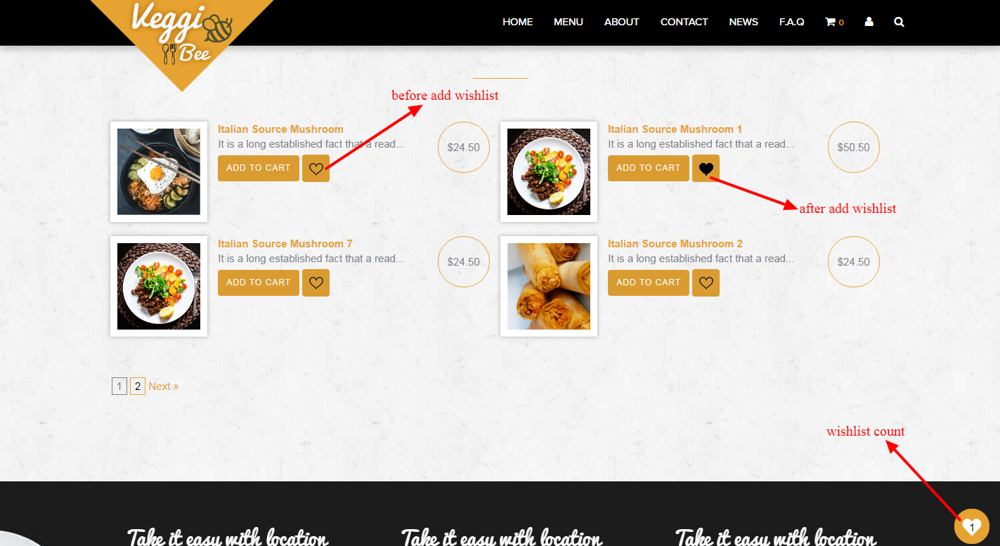 Veggi
Bee
HOME MENU ABOUT CONTACT NEWS F.A.Q 0
before add wishlist
Italian Source Mushroom
It is a long established fact that a read...
ADD TO CART
$24.50
Italian Source Mushroom 1
It is a long established fact that a read...
ADD TO CART
$50.50
after add wishlist
Italian Source Mushroom 7
It is a long established fact that a read...
ADD TO CART
$24.50
Italian Source Mushroom 2
It is a long established fact that a read...
ADD TO CART
$24.50
1 2 Next »
wishlist count
1
Take it easy with location
Take it easy with location
Take it easy with location